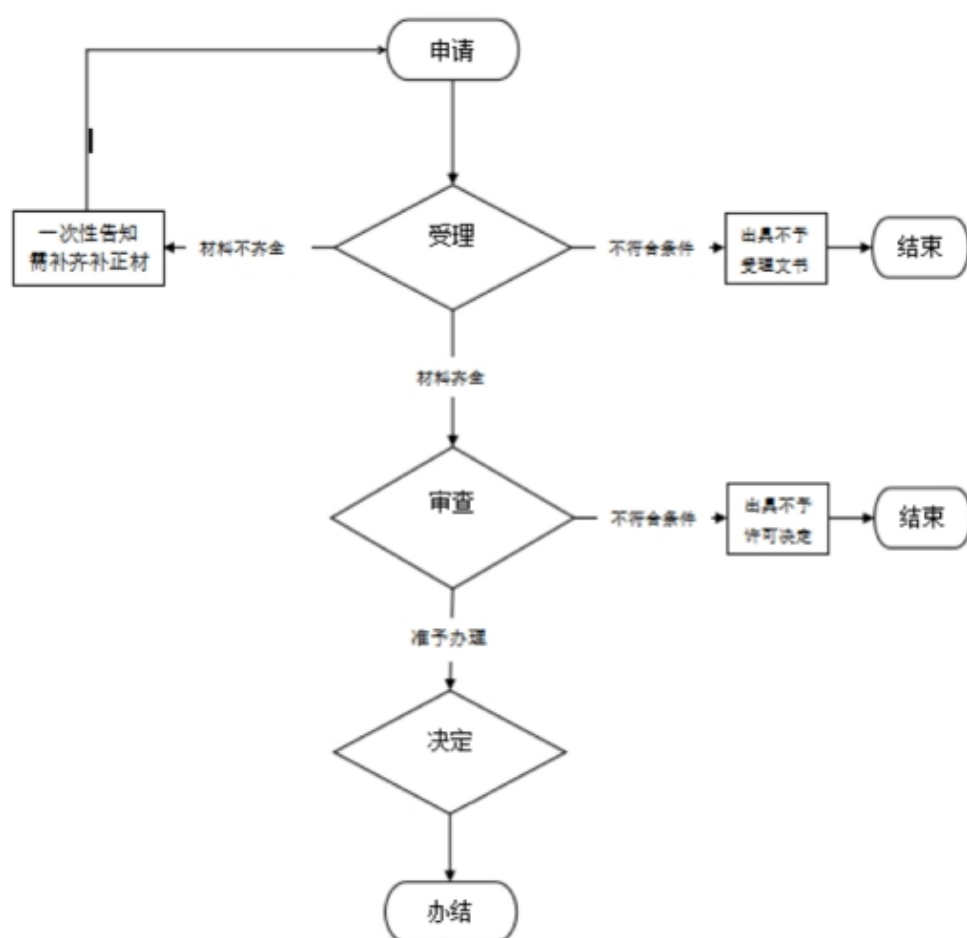 申请
一次性告知
需补齐补正材
材料不齐全
受理
不符合条件
出具不予
受理文书
结束
材料齐全
审查
不符合条件
出具不予
许可决定
结束
准予办理
决定
办结